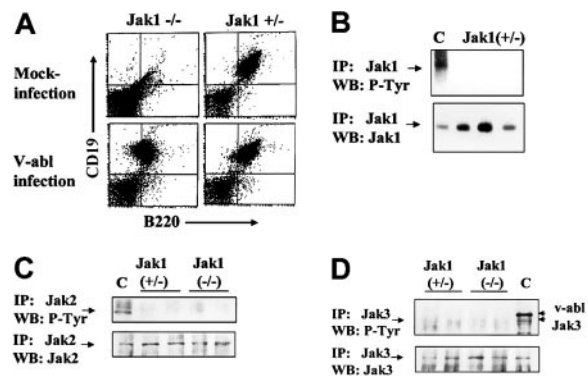 A
Jak1 -/- Jak1 +/-
Mock-
infection
V-abl
infection
CD19
B220
B
C Jak1(+/-)
IP: Jak1
WB: P-Tyr
IP: Jak1
WB: Jak1
C
C Jak1 (+/-) Jak1 (-/-)
IP: Jak2
WB: P-Tyr
IP: Jak2
WB: Jak2
D
Jak1 (+/-) Jak1 (-/-) C
IP: Jak3
WB: P-Tyr
v-abl
Jak3
IP: Jak3
WB: Jak3